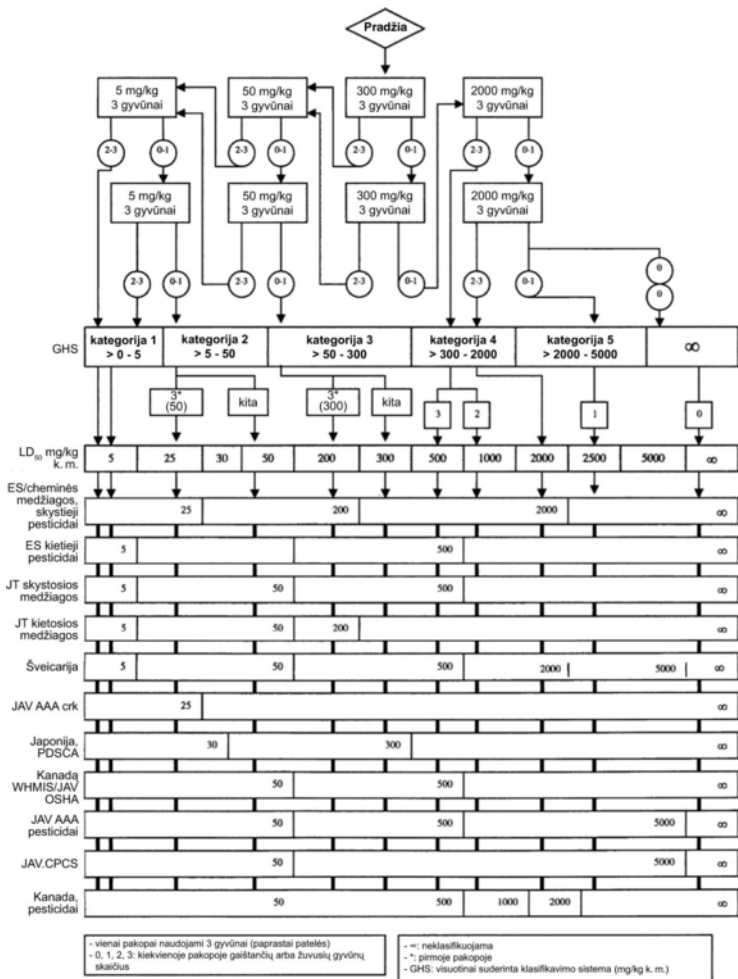 Pradžia
5 mg/kg 50 mg/kg 300 mg/kg 2000 mg/kg
3 gyvūnai 3 gyvūnai 3 gyvūnai 3 gyvūnai
2-3 0-1 2-3 0-1 2-3 0-1 2-3 0-1
5 mg/kg 50 mg/kg 300 mg/kg 2000 mg/kg
3 gyvūnai 3 gyvūnai 3 gyvūnai 3 gyvūnai
0
2-3 0-1 2-3 0-1 2-3 0-1 2-3 0-1
0
GHS
kategorija 1 kategorija 2 kategorija 3 kategorija 4 kategorija 5 ∞
> 0 - 5 > 5 - 50 > 50 - 300 > 300 - 2000 > 2000 - 5000
3* kita 3* kita 3 2 1 0
(50) (300)
LD50 mg/kg 5 25 30 50 200 300 500 1000 2000 2500 5000 ∞
k. m.
ES/cheminės
medžiagos, 25 200 2000 ∞
skystieji
pesticidai
ES kietieji 5 500 ∞
pesticidai
JT skystosios 5 50 500 ∞
medžiagos
JT kietosios 5 50 200 ∞
medžiagos
Šveicarija 5 50 500 2000 5000 ∞
JAV AAA crk 25 ∞
Japonija, 30 300 ∞
PDSCA
Kanada
WHMIS/JAV 50 500 ∞
OSHA
JAV AAA 50 500 5000 ∞
pesticidai
JAV.CPCS 50 5000 ∞
Kanada, 50 500 1000 2000 ∞
pesticidai
- vienai pakopai naudojami 3 gyvūnai (paprastai patelės)
- 0, 1, 2, 3: kiekvienoje pakopoje gaištančių arba žuvusių gyvūnų
skaičius
- ∞: neklasifikuojama
- *: pirmoje pakopoje
- GHS: visuotinai suderinta klasifikavimo sistema (mg/kg k. m.)